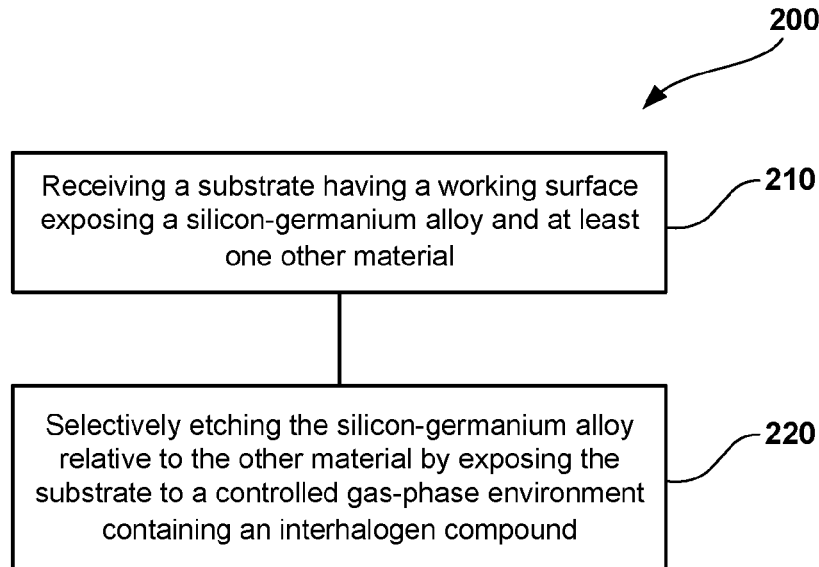 200
Receiving a substrate having a working surface
exposing a silicon-germanium alloy and at least
one other material
210
Selectively etching the silicon-germanium alloy
relative to the other material by exposing the
substrate to a controlled gas-phase environment
containing an interhalogen compound
220